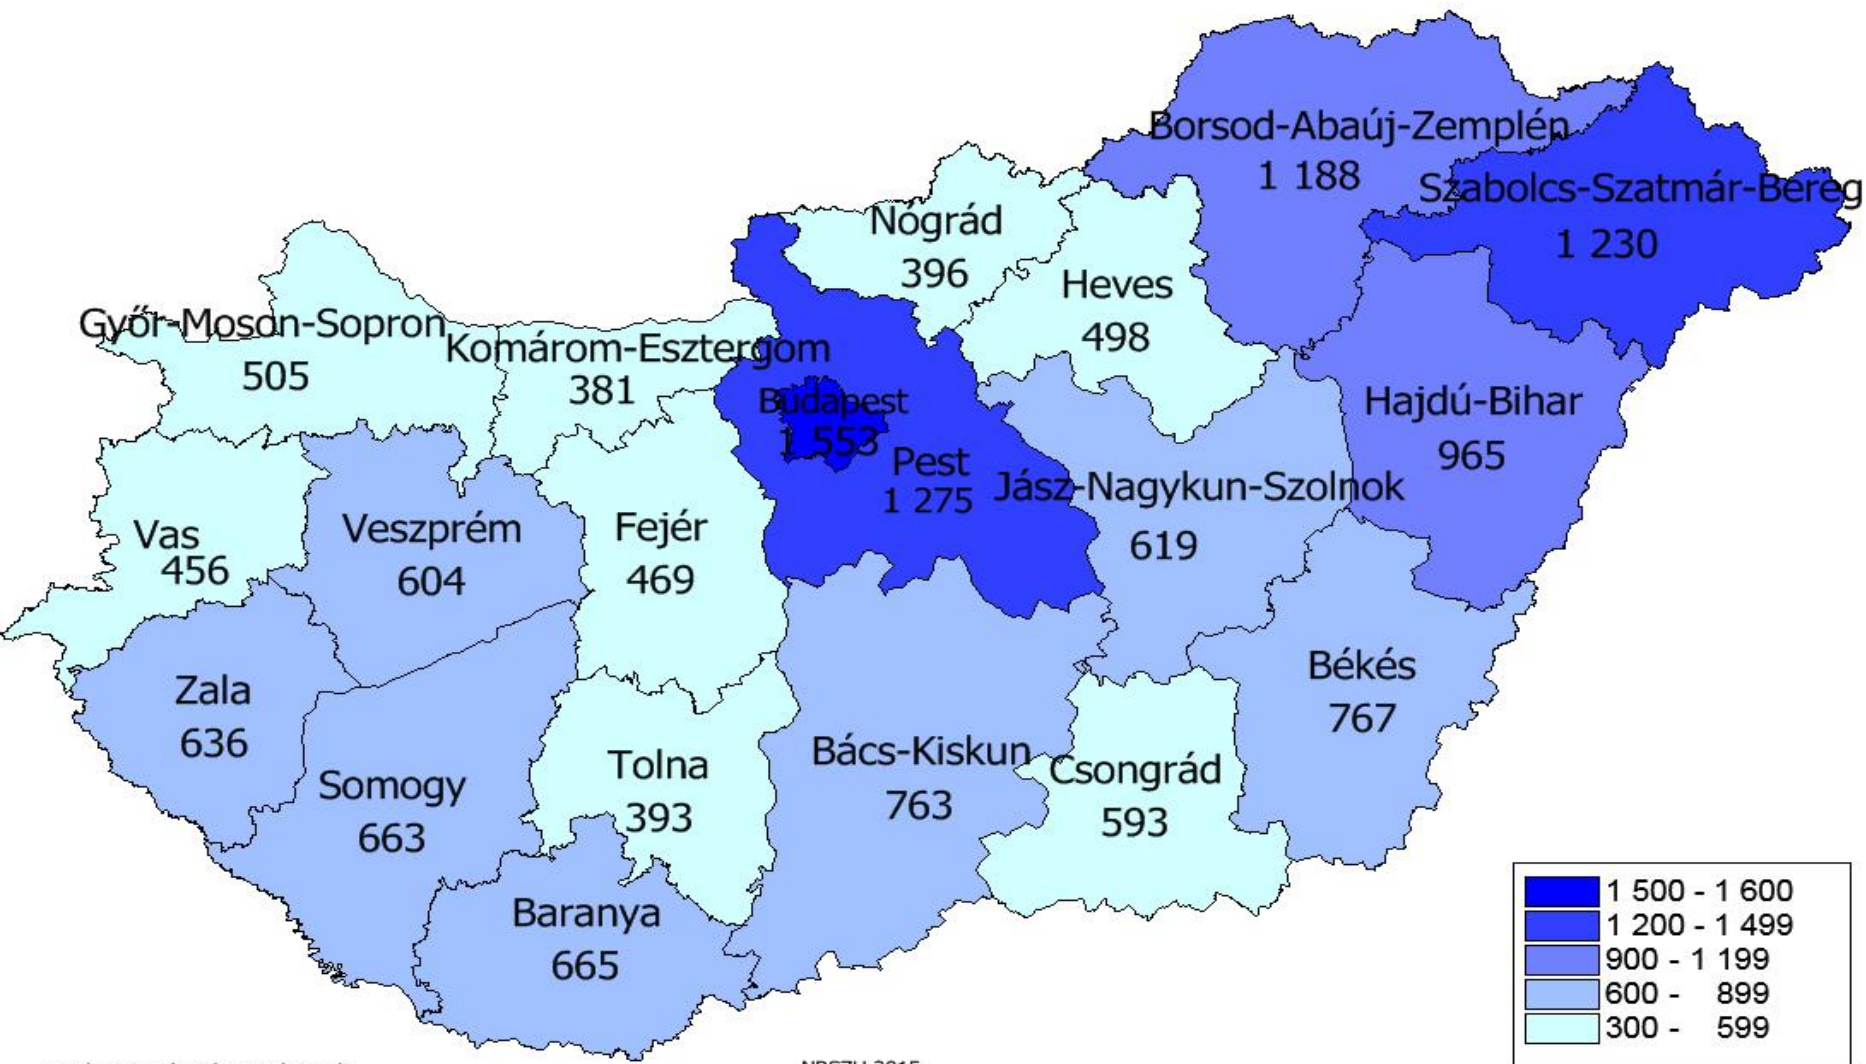 Borsod-Abaúj-Zemplén
1 188
Szabolcs-Szatmár-Bereg
1 230
Nógrád
396
Heves
498
Győr-Moson-Sopron
505
Komárom-Esztergom
381
Budapest
1 553
Pest
1 275
Hajdú-Bihar
965
Jász-Nagykun-Szolnok
619
Vas
456
Veszprém
604
Fejér
469
Zala
636
Somogy
663
Tolna
393
Bács-Kiskun
763
Csongrád
593
Békés
767
Baranya
665
1 500 - 1 600
1 200 - 1 499
900 - 1 199
600 - 899
300 - 599